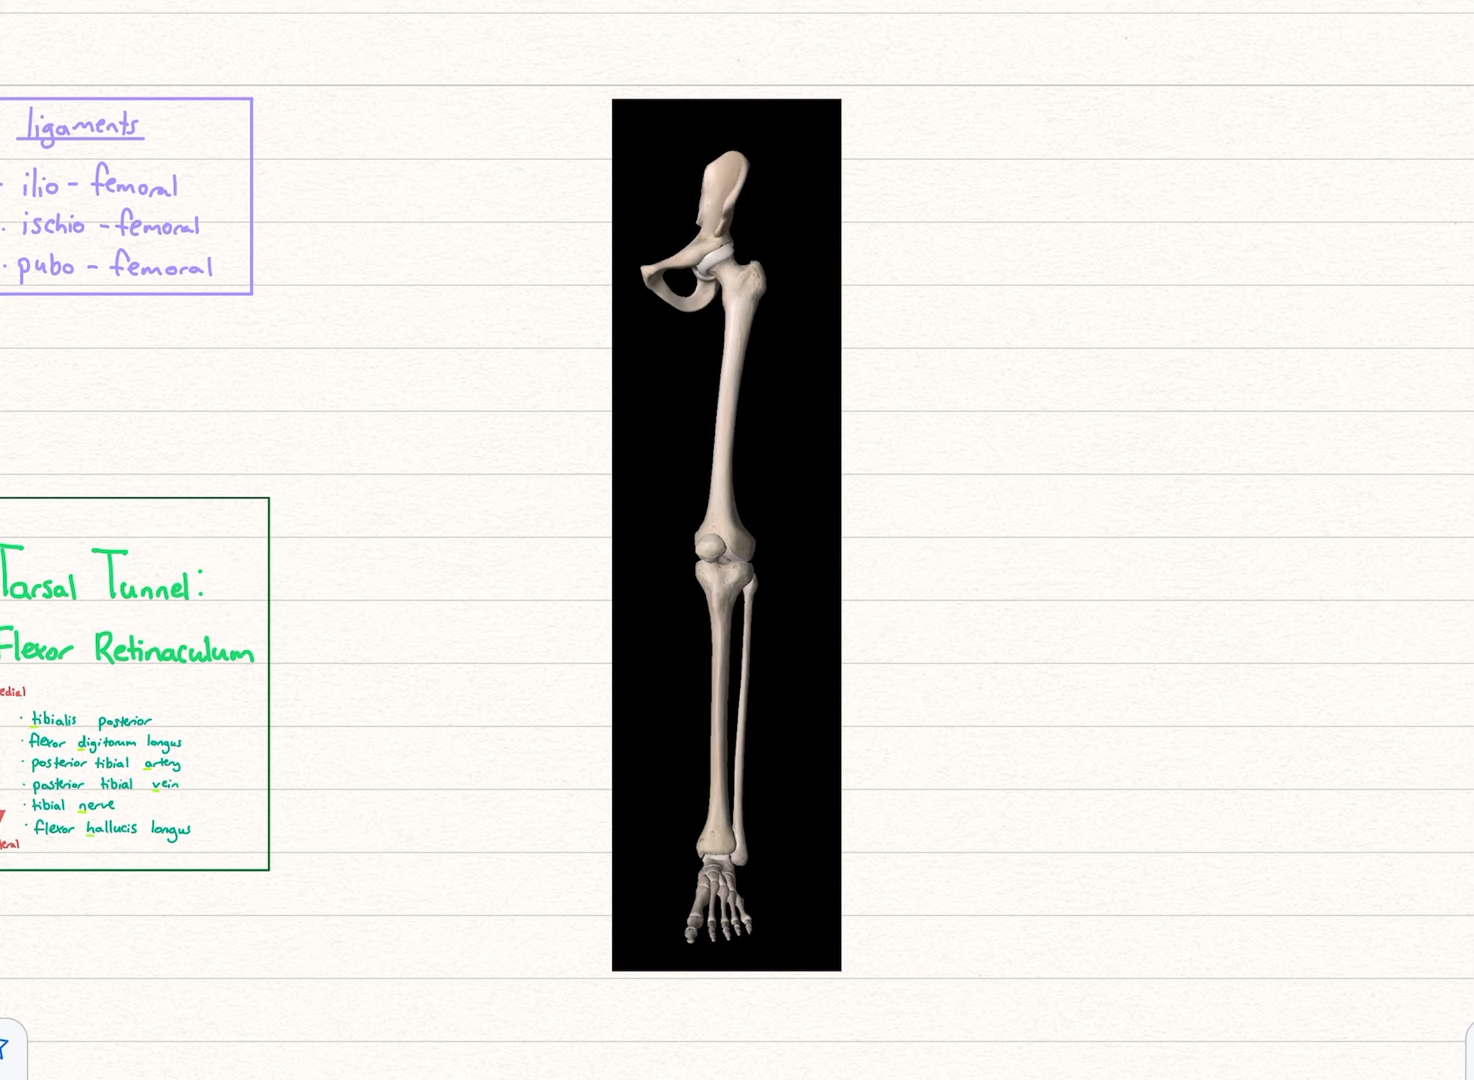 ligaments
· ilio - femoral
· ischio - femoral
· pubo - femoral
Tarsal Tunnel:
Flexor Retinaculum
edial
· tibialis posterior
· flexor digitorum longus
· posterior tibial artery
· posterior tibial vein
· tibial nerve
· flexor hallucis longus
eral